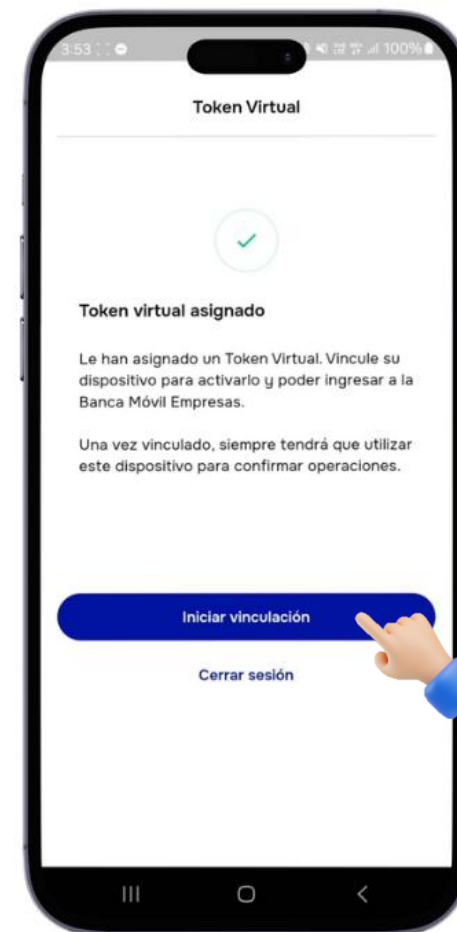 3:53
100%
Token Virtual
Token virtual asignado
Le han asignado un Token Virtual. Vincule su
dispositivo para activarlo y poder ingresar a la
Banca Móvil Empresas.
Una vez vinculado, siempre tendrá que utilizar
este dispositivo para confirmar operaciones.
Iniciar vinculación
Cerrar sesión